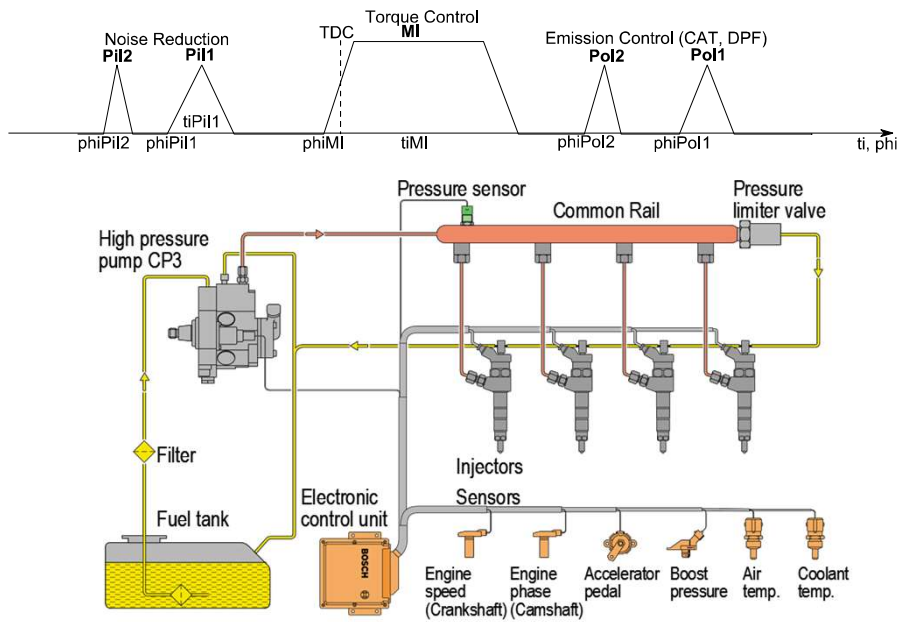 Torque Control
Noise Reduction TDC MI Emission Control (CAT, DPF)
Pil2 Pil1 Pol2 Pol1
tiPil1
phiPil2 phiPil1 phiMI tiMI phiPol2 phiPol1 ti, phi
Pressure sensor
Common Rail
Pressure
limiter valve
High pressure
pump CP3
Filter
Injectors
Fuel tank
Electronic
control unit
Sensors
BOSCH
Engine
speed
(Crankshaft)
Engine
phase
(Camshaft)
Accelerator
pedal
Boost
pressure
Air
temp.
Coolant
temp.